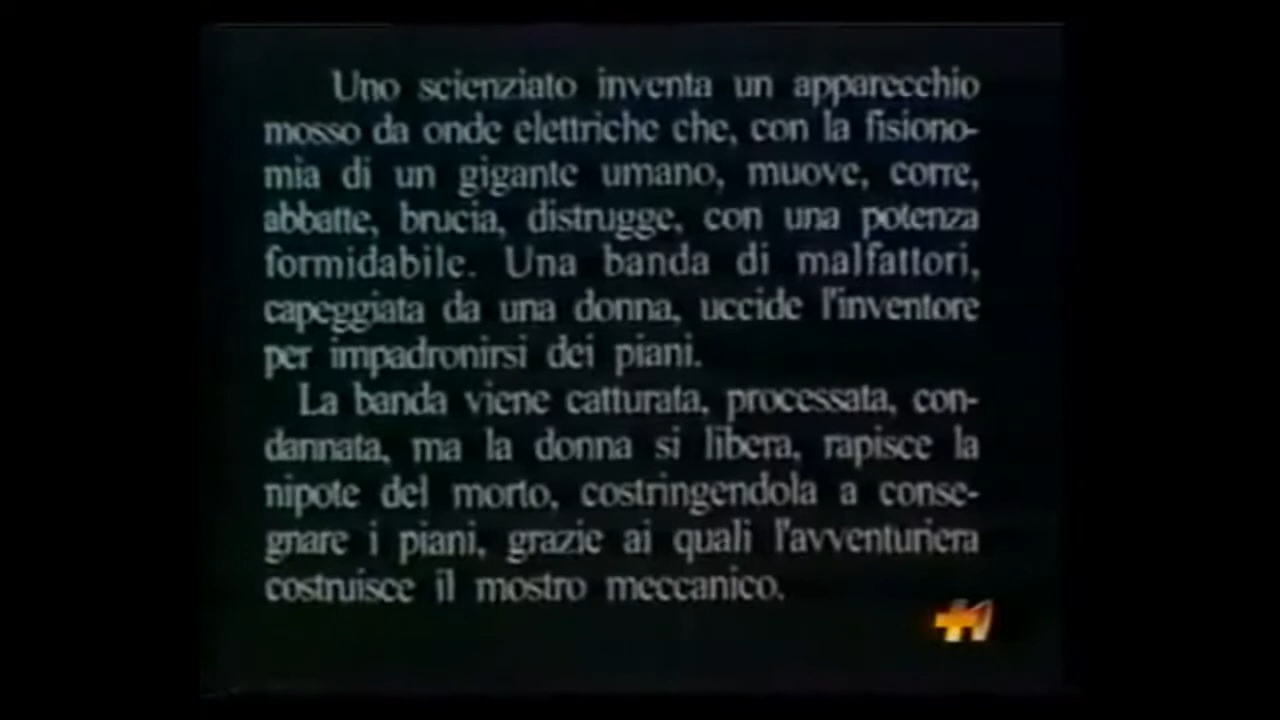 Uno scienziato inventa un apparecchio
mosso da onde elettriche che, con la fisiono-
mia di un gigante umano, muove, corre,
abbatte, brucia, distrugge, con una potenza
formidabile. Una banda di malfattori,
capeggiata da una donna, uccide l'inventore
per impadronirsi dei piani.
La banda viene catturata, processata, con-
dannata, ma la donna si libera, rapisce la
nipote del morto, costringendola a conse-
gnare i piani, grazie ai quali l'avventuriera
costruisce il mostro meccanico.
+1